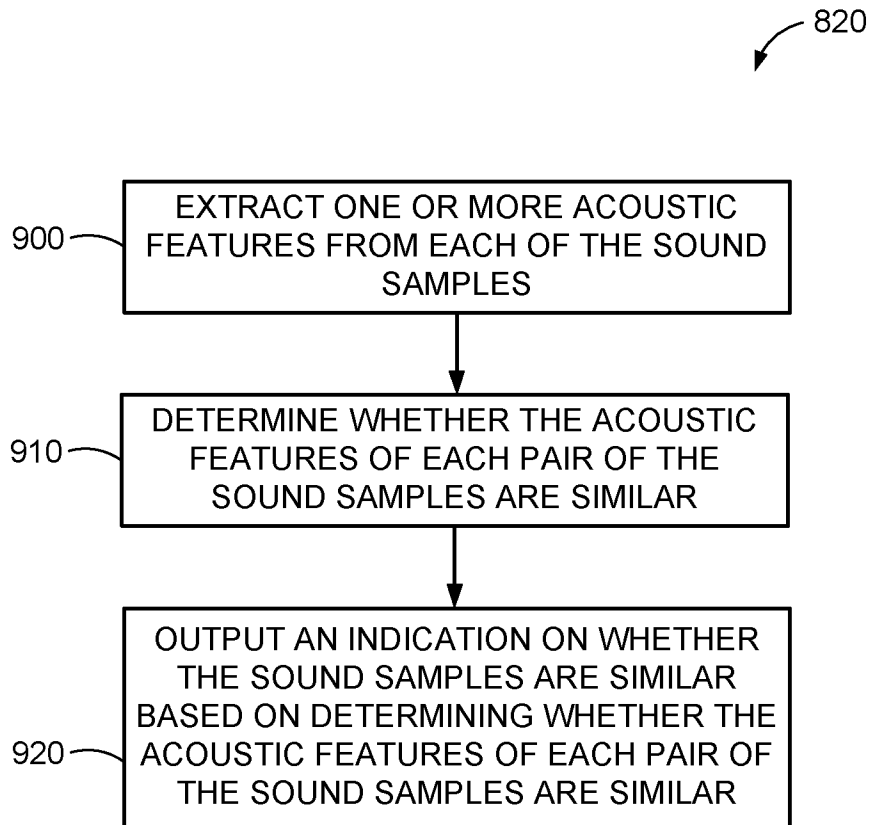 820
900
EXTRACT ONE OR MORE ACOUSTIC
FEATURES FROM EACH OF THE SOUND
SAMPLES
910
DETERMINE WHETHER THE ACOUSTIC
FEATURES OF EACH PAIR OF THE
SOUND SAMPLES ARE SIMILAR
920
OUTPUT AN INDICATION ON WHETHER
THE SOUND SAMPLES ARE SIMILAR
BASED ON DETERMINING WHETHER THE
ACOUSTIC FEATURES OF EACH PAIR OF
THE SOUND SAMPLES ARE SIMILAR